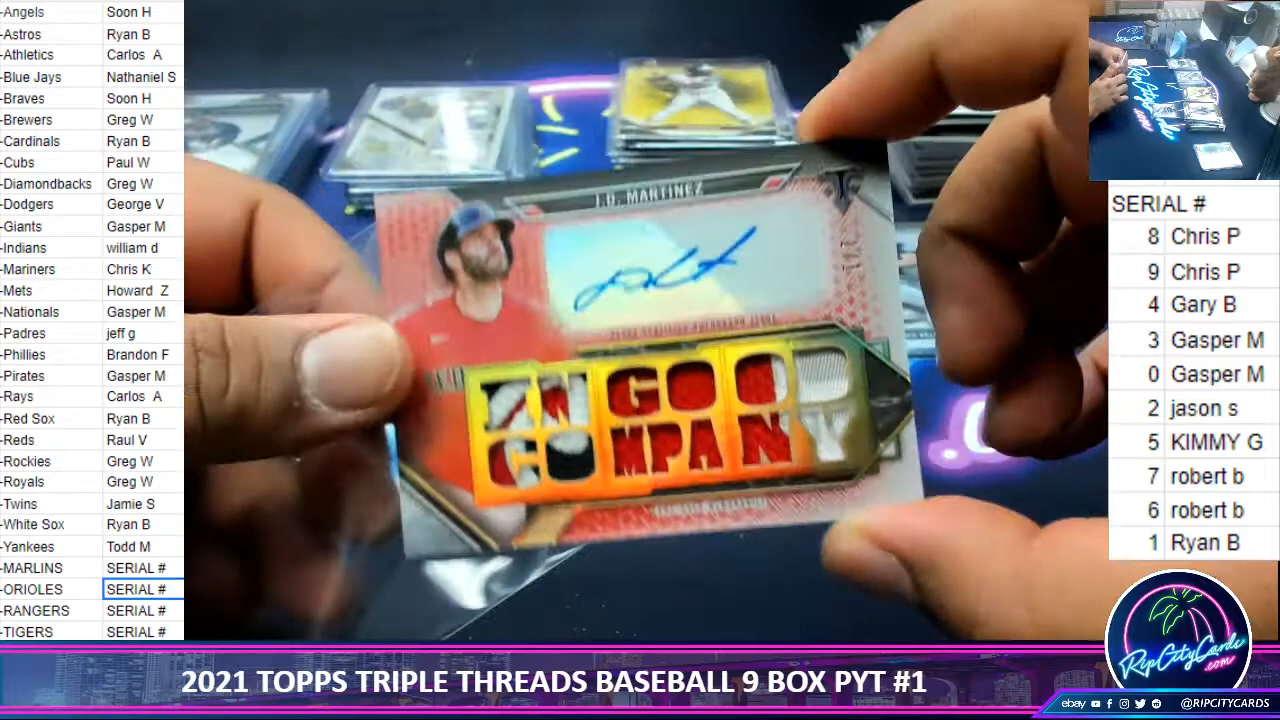 -Angels Soon H
-Astros Ryan B
-Athletics Carlos A
-Blue Jays Nathaniel S
-Braves Soon H
-Brewers Greg W
-Cardinals Ryan B
-Cubs Paul W
-Diamondbacks Greg W
-Dodgers George V
-Giants Gasper M
-Indians william d
-Mariners Chris K
-Mets Howard Z
-Nationals Gasper M
-Padres jeff g
-Phillies Brandon F
-Pirates Gasper M
-Rays Carlos A
-Red Sox Ryan B
-Reds Raul V
-Rockies Greg W
-Royals Greg W
-Twins Jamie S
-White Sox Ryan B
-Yankees Todd M
-MARLINS SERIAL #
-ORIOLES SERIAL #
-RANGERS SERIAL #
-TIGERS SERIAL #
J.D. MARTINEZ
IN GOOD
COMPANY
SERIAL #
8 Chris P
9 Chris P
4 Gary B
3 Gasper M
0 Gasper M
2 jason s
5 KIMMY G
7 robert b
6 robert b
1 Ryan B
RipCityCards
.com
2021 TOPPS TRIPLE THREADS BASEBALL 9 BOX PYT #1
ebay @RIPCITYCARDS